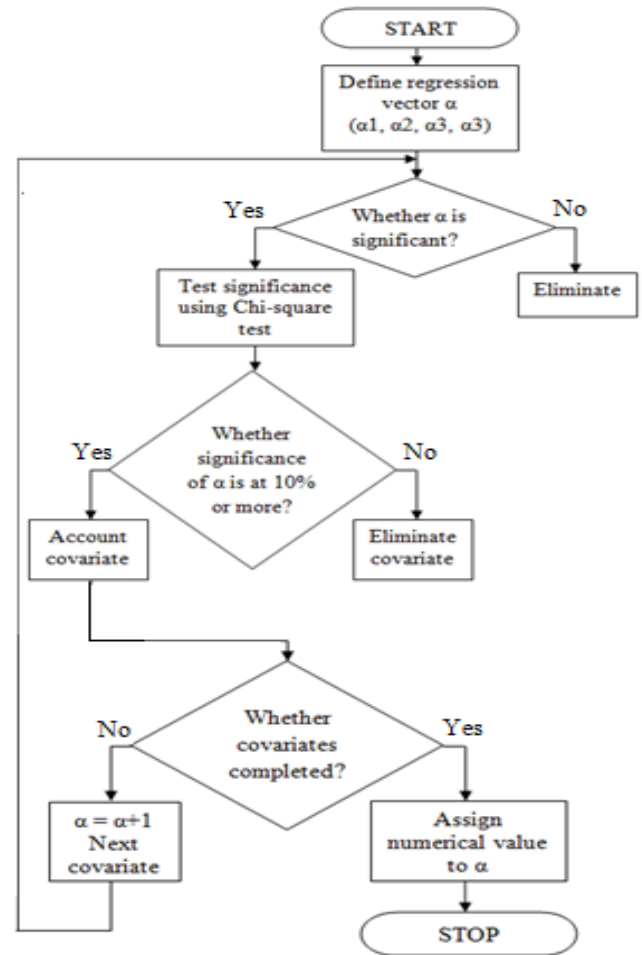 START
Define regression
vector α
(α1, α2, α3, α3)
Yes
Whether α is
significant?
No
Test significance
using Chi-square
test
Eliminate
Yes
Whether
significance
of α is at 10%
or more?
No
Account
covariate
Eliminate
covariate
No
Whether
covariates
completed?
Yes
α = α+1
Next
covariate
Assign
numerical value
to α
STOP